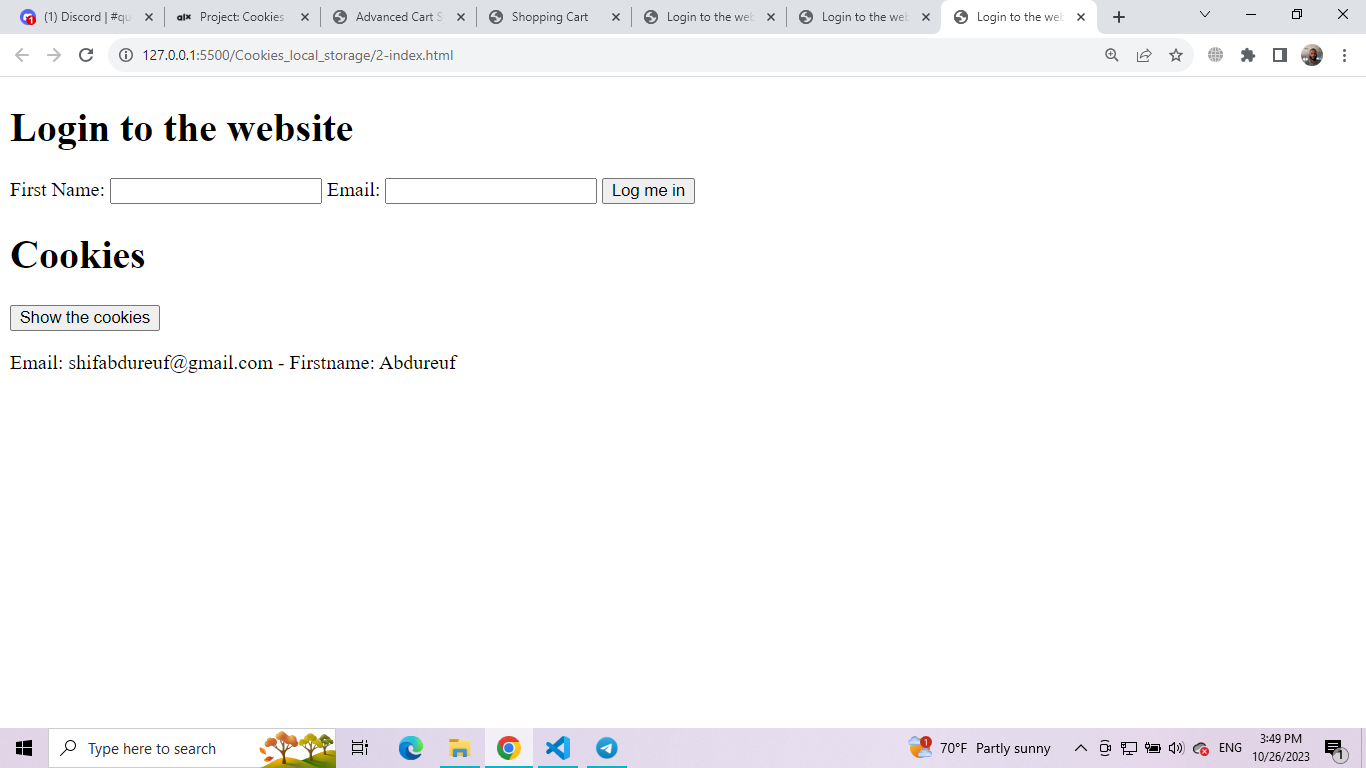 (1) Discord | #qu
alx Project: Cookies
Advanced Cart S
Shopping Cart
Login to the web
Login to the web
Login to the web
127.0.0.1:5500/Cookies_local_storage/2-index.html
Login to the website
First Name: Email: Log me in
Cookies
Show the cookies
Email: shifabdureuf@gmail.com - Firstname: Abdureuf
Type here to search
1
70°F Partly sunny
ENG
3:49 PM
10/26/2023
1